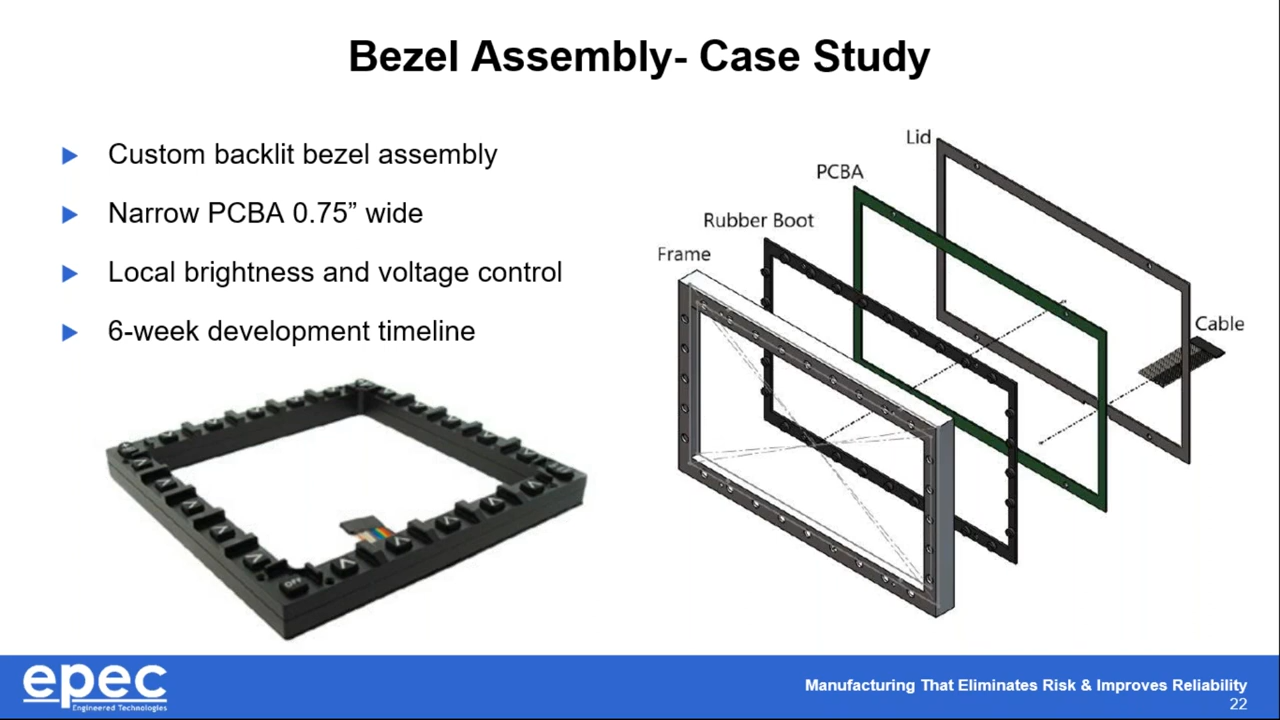 Bezel Assembly- Case Study
Custom backlit bezel assembly
Narrow PCBA 0.75” wide
Local brightness and voltage control
6-week development timeline
Lid
PCBA
Rubber Boot
Frame
Cable
epec
Engineered Technologies
Manufacturing That Eliminates Risk & Improves Reliability
22